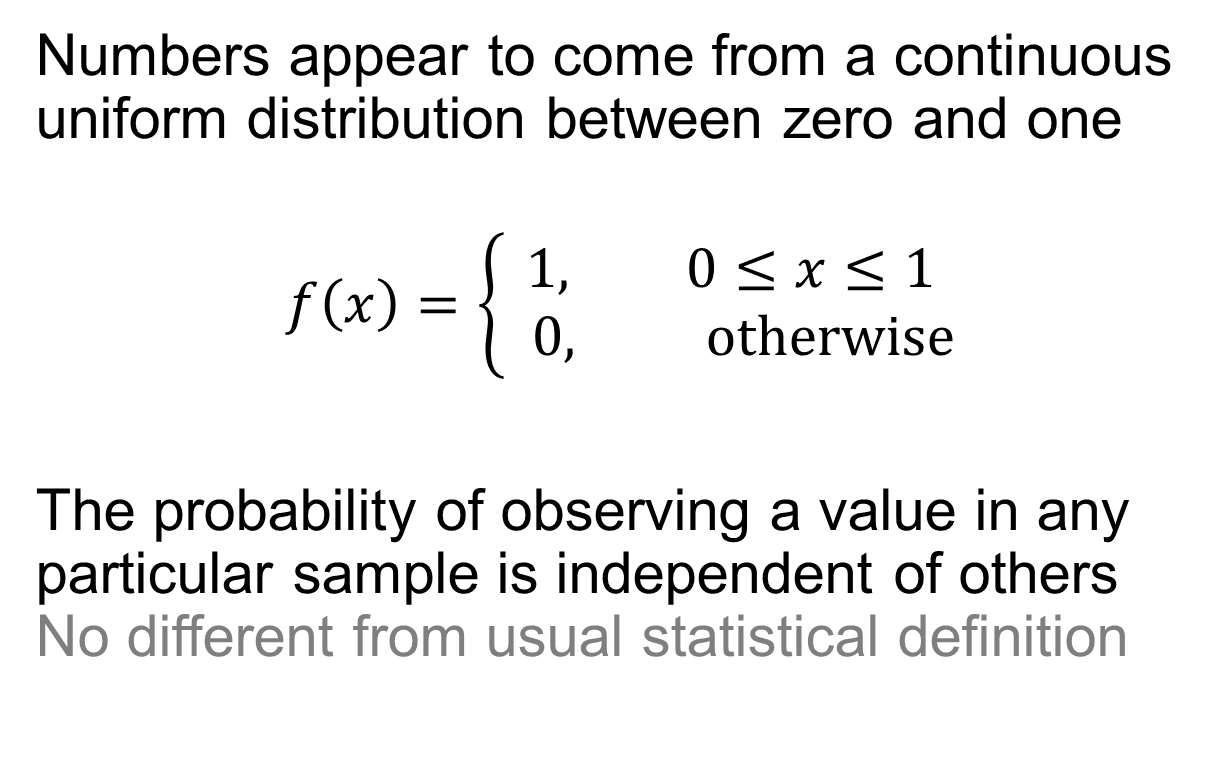 Numbers appear to come from a continuous
uniform distribution between zero and one
f(x) = { 1, 0 ≤ x ≤ 1
0, otherwise
The probability of observing a value in any
particular sample is independent of others
No different from usual statistical definition